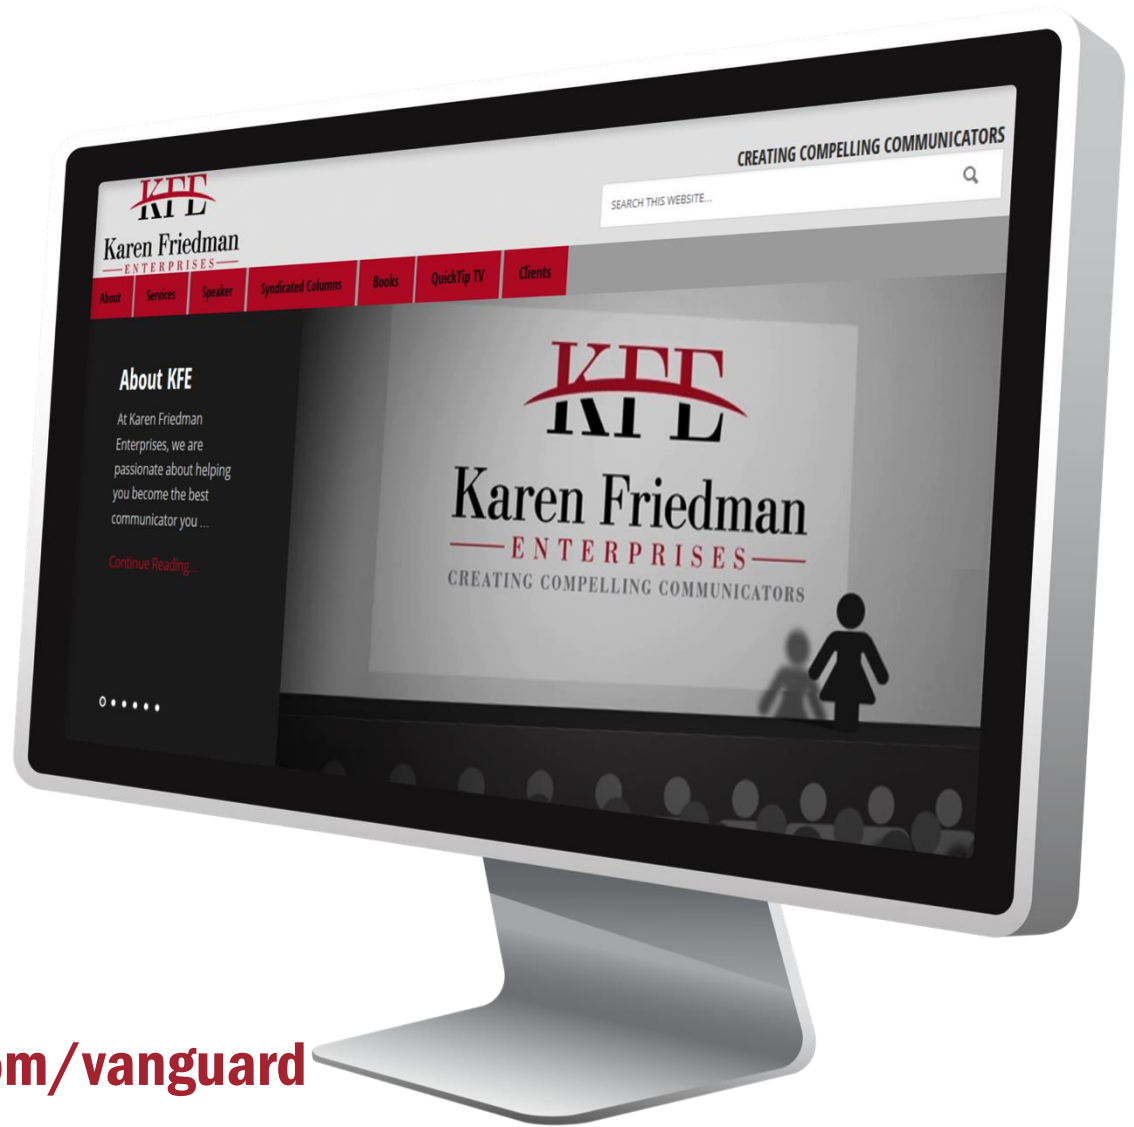 CREATING COMPELLING COMMUNICATORS
SEARCH THIS WEBSITE...
KFE
Karen Friedman
ENTERPRISES
About Services Speaker Syndicated Columns Books QuickTip TV Clients
About KFE
At Karen Friedman
Enterprises, we are
passionate about helping
you become the best
communicator you ...
Continue Reading...
KFE
Karen Friedman
ENTERPRISES
CREATING COMPELLING COMMUNICATORS
om/vanguard